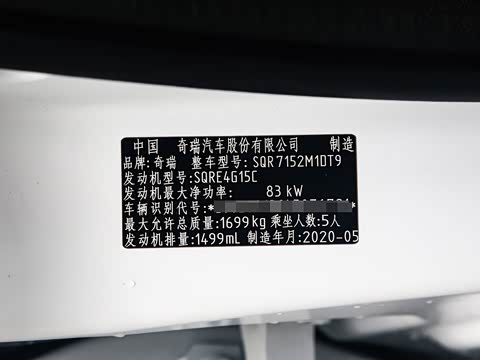 中国 奇瑞汽车股份有限公司 制造
品牌: 奇瑞 整车型号: SQR7152M1DT9
发动机型号:SQRE4G15C
发动机最大净功率: 83 kW
车辆识别代号:*
最大允许总质量:1699kg 乘坐人数:5人
发动机排量:1499mL 制造年月:2020-05